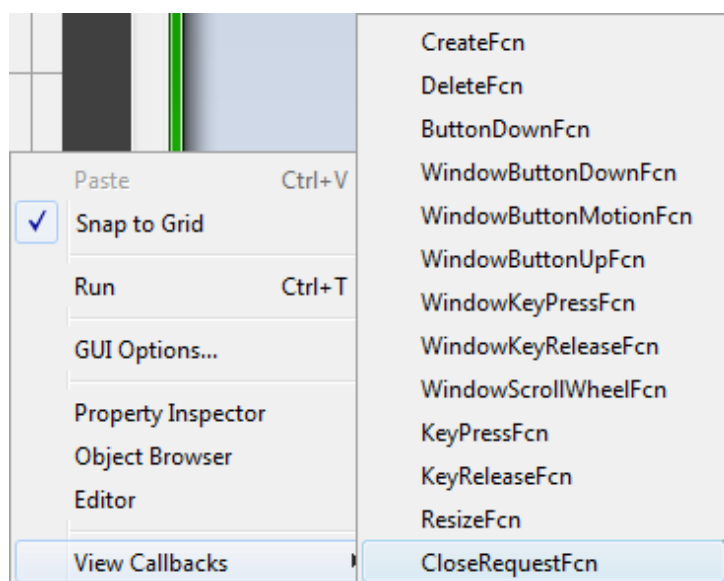 Paste Ctrl+V
Snap to Grid
Run Ctrl+T
GUI Options...
Property Inspector
Object Browser
Editor
View Callbacks
CreateFcn
DeleteFcn
ButtonDownFcn
WindowButtonDownFcn
WindowButtonMotionFcn
WindowButtonUpFcn
WindowKeyPressFcn
WindowKeyReleaseFcn
WindowScrollWheelFcn
KeyPressFcn
KeyReleaseFcn
ResizeFcn
CloseRequestFcn